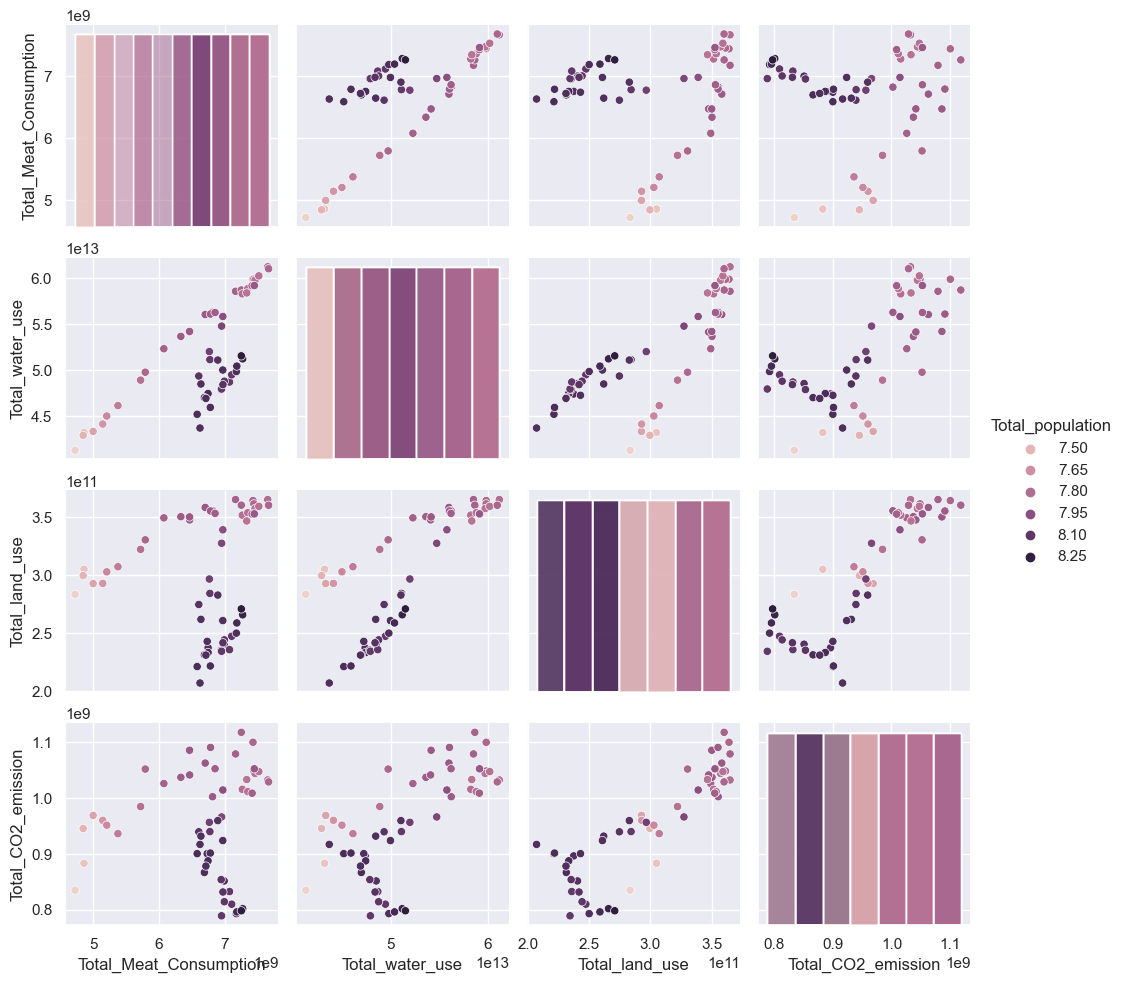 1e9
Total_Meat_Consumption
7
6
5
1e13
Total_water_use
6.0
5.5
5.0
4.5
Total_population
7.50
7.65
7.80
7.95
8.10
8.25
1e11
Total_land_use
3.5
3.0
2.5
2.0
1e9
Total_CO2_emission
1.1
1.0
0.9
0.8
5 6 7 5 6 2.0 2.5 3.0 3.5 0.8 0.9 1.0 1.1
Total_Meat_Consumption 1e9 Total_water_use 1e13 Total_land_use 1e11 Total_CO2_emission 1e9